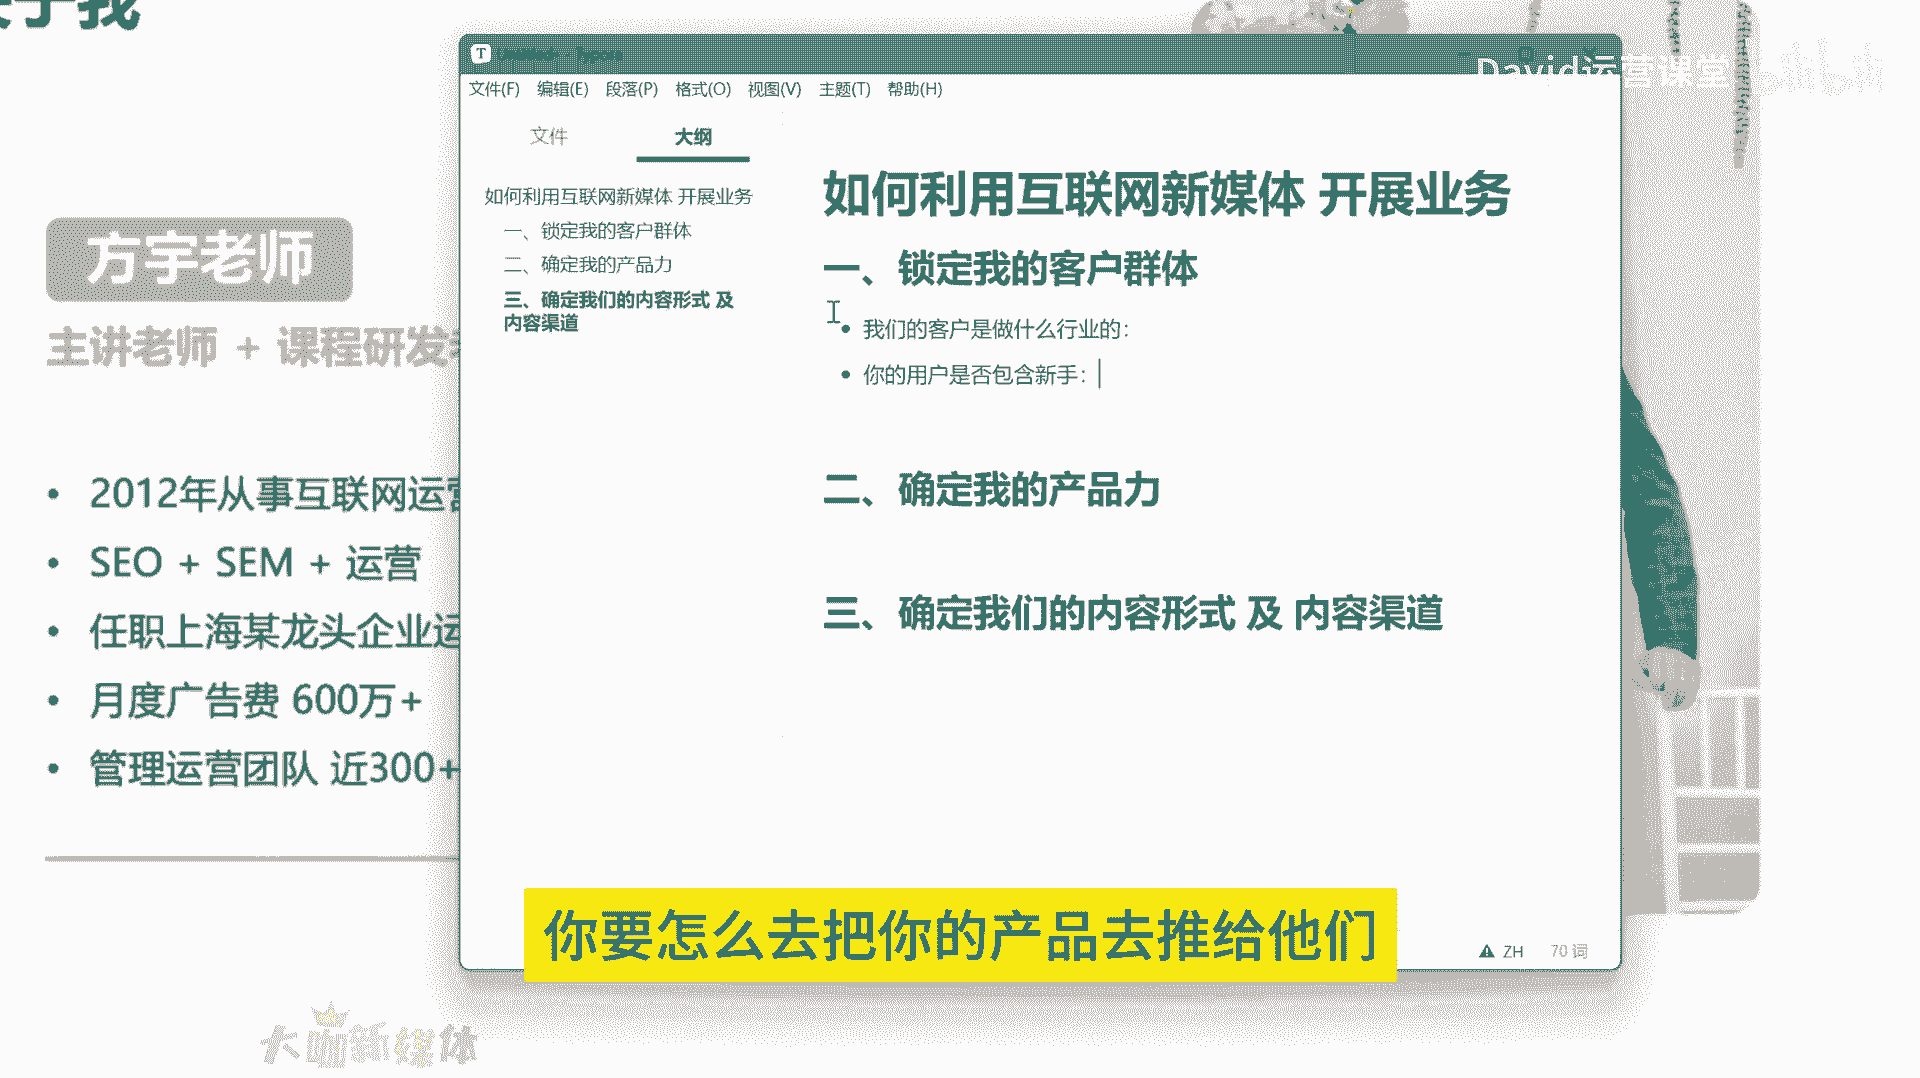 于我
方宇老师
主讲老师 + 课程研发
2012年从事互联网运营
SEO + SEM + 运营
任职上海某龙头企业运
月度广告费 600万+
管理运营团队 近300+
大咖新媒体
David运营课堂
bilibili
文件(F) 编辑(E) 段落(P) 格式(O) 视图(V) 主题(T) 帮助(H)
文件 大纲
如何利用互联网新媒体 开展业务
一、锁定我的客户群体
二、确定我的产品力
三、确定我们的内容形式 及
内容渠道
如何利用互联网新媒体 开展业务
一、锁定我的客户群体
我们的客户是做什么行业的：
你的用户是否包含新手：
二、确定我的产品力
三、确定我们的内容形式 及 内容渠道
ZH 70 词
你要怎么去把你的产品去推给他们